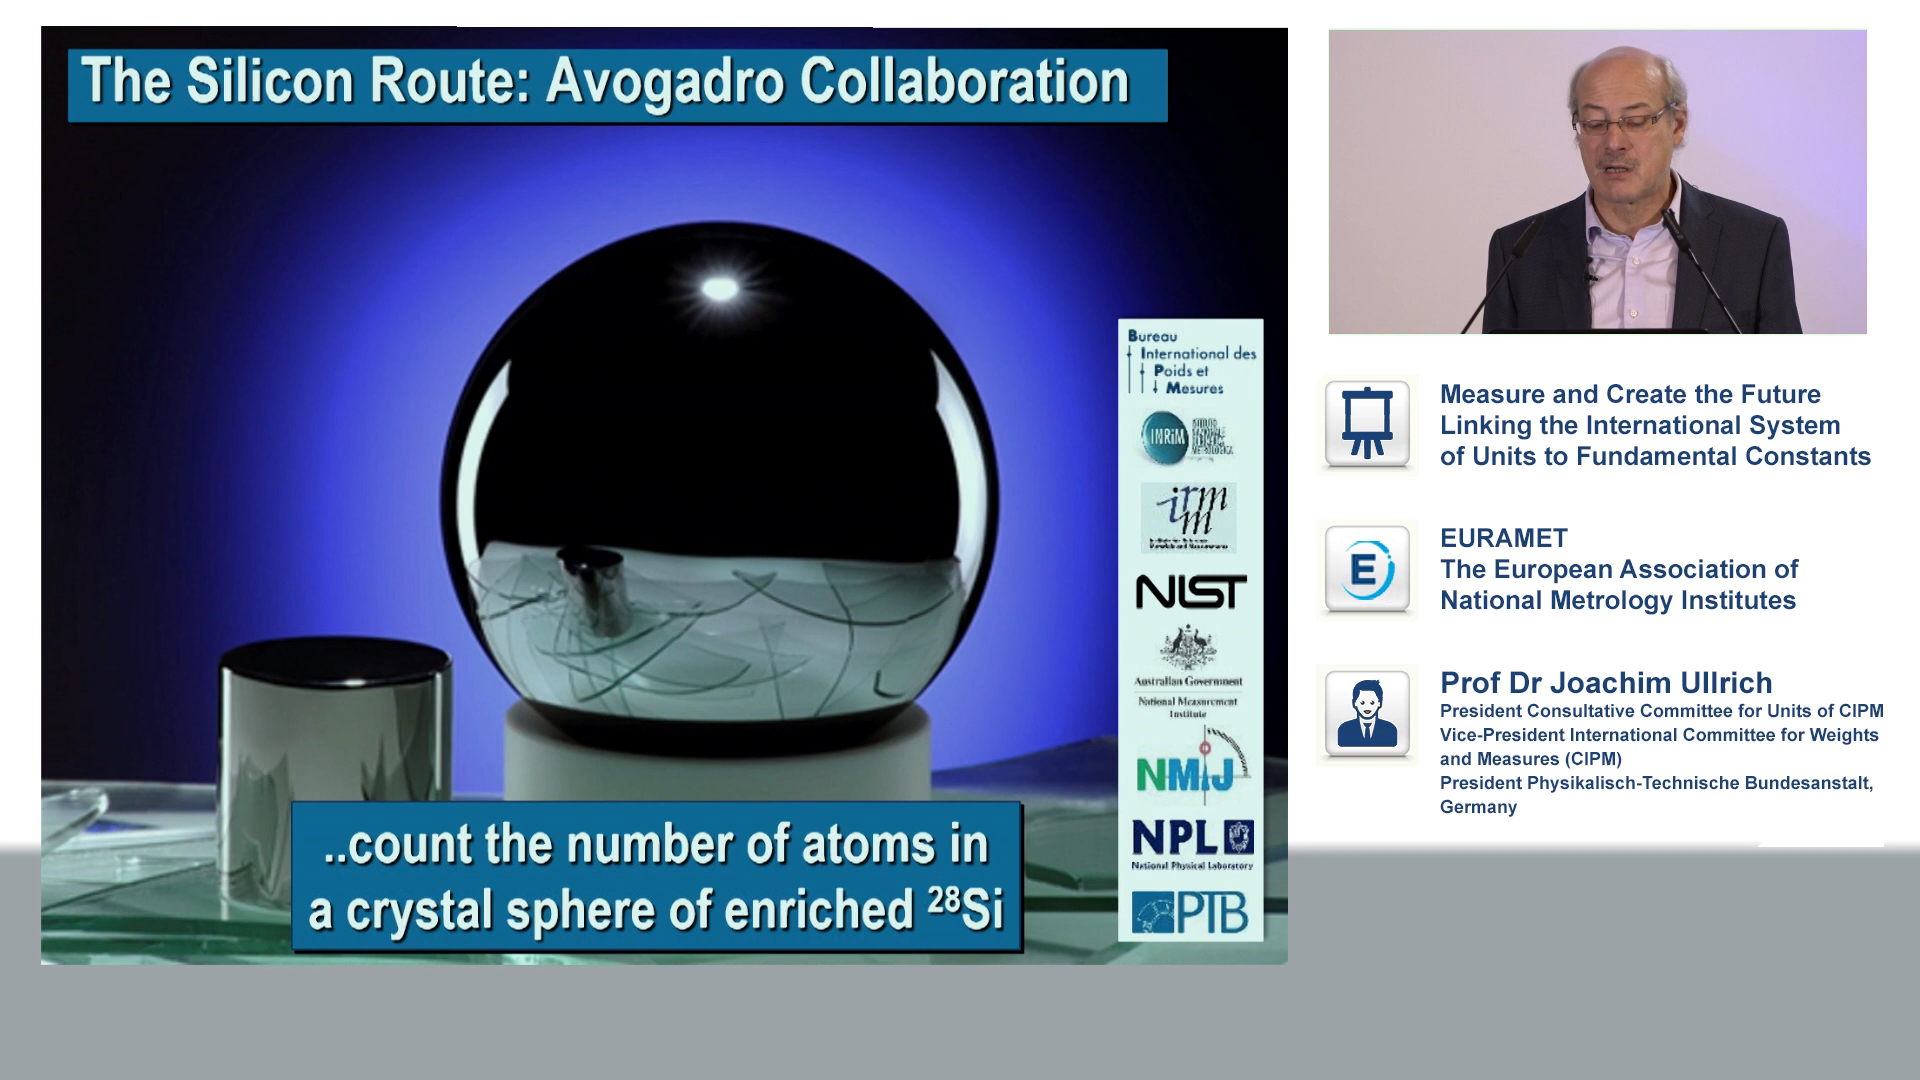 The Silicon Route: Avogadro Collaboration
..count the number of atoms in
a crystal sphere of enriched ²⁸Si
Bureau
International des
Poids et
Mesures
INRiM
irmm
NIST
Australian Government
National Measurement
Institute
NMIJ
NPL
National Physical Laboratory
PTB
Measure and Create the Future
Linking the International System
of Units to Fundamental Constants
E
EURAMET
The European Association of
National Metrology Institutes
Prof Dr Joachim Ullrich
President Consultative Committee for Units of CIPM
Vice-President International Committee for Weights
and Measures (CIPM)
President Physikalisch-Technische Bundesanstalt,
Germany